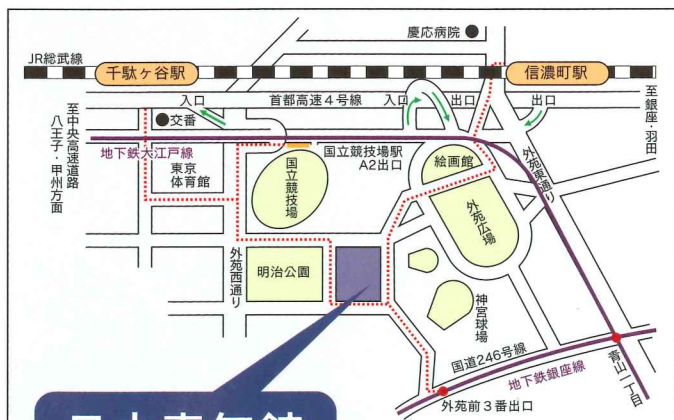 慶応病院
JR総武線
千駄ヶ谷駅
信濃町駅
入口
首都高速4号線
入口
出口
出口
至銀座・羽田
至中央高速道路
八王子・甲州方面
交番
地下鉄大江戸線
国立競技場駅
A2出口
絵画館
外苑東通り
東京
体育館
国立競技場
外苑広場
外苑西通り
明治公園
神宮球場
国道246号線
地下鉄銀座線
青山一丁目
外苑前3番出口
日本青年館